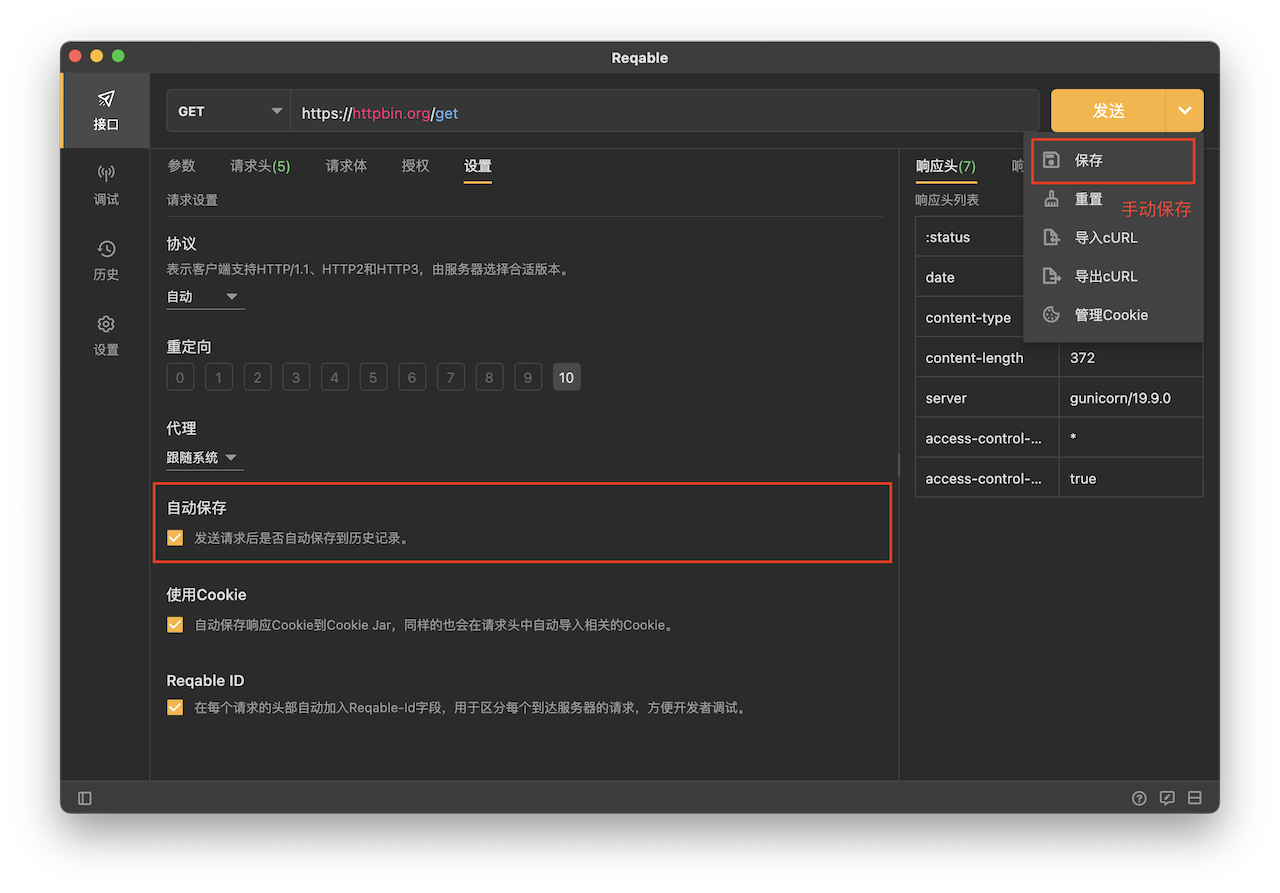 Reqable
接口
调试
历史
设置
GET
https://httpbin.org/get
发送
参数
请求头(5)
请求体
授权
设置
请求设置
协议
表示客户端支持HTTP/1.1、HTTP2和HTTP3，由服务器选择合适版本。
自动
重定向
0 1 2 3 4 5 6 7 8 9 10
代理
跟随系统
自动保存
发送请求后是否自动保存到历史记录。
使用Cookie
自动保存响应Cookie到Cookie Jar，同样的也会在请求头中自动导入相关的Cookie。
Reqable ID
在每个请求的头部自动加入Reqable-Id字段，用于区分每个到达服务器的请求，方便开发者调试。
响应头(7)
响
响应头列表
:status
date
content-type
content-length 372
server gunicorn/19.9.0
access-control-... *
access-control-... true
保存
重置
手动保存
导入cURL
导出cURL
管理Cookie